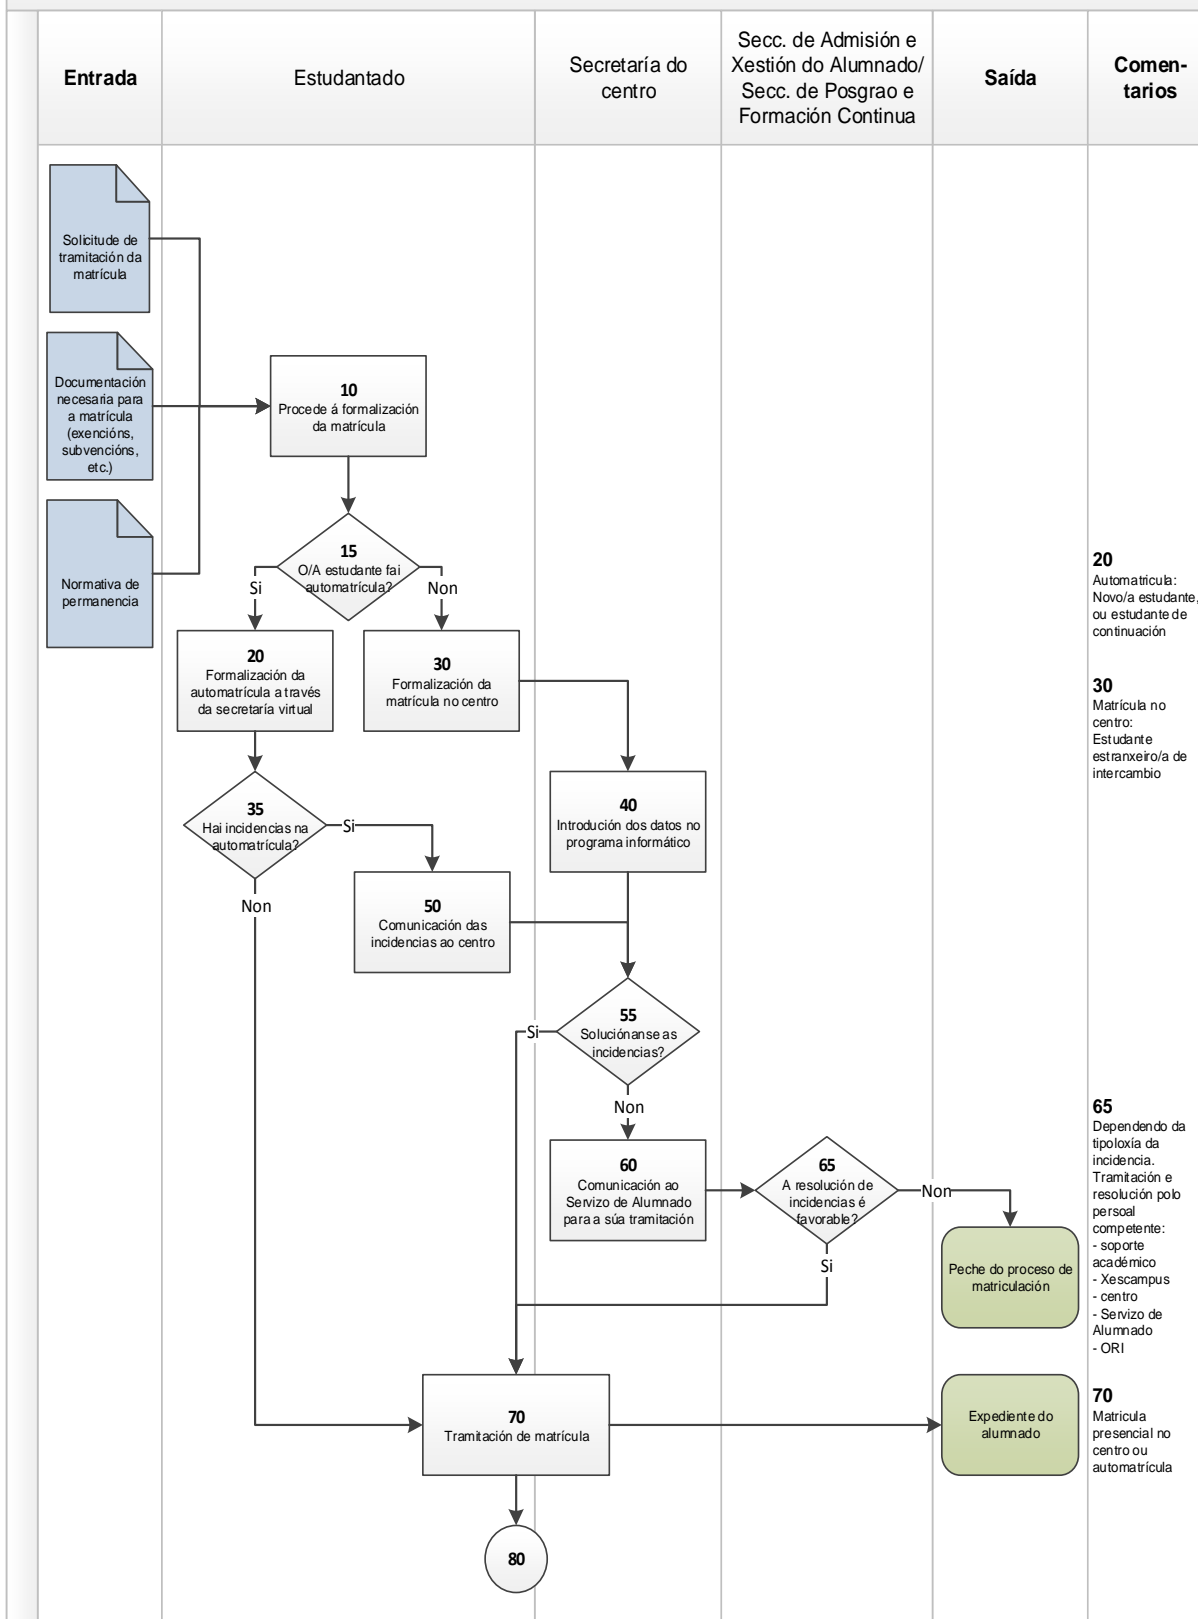 Entrada
Estudantado
Secretaría do
centro
Secc. de Admisión e
Xestión do Alumnado/
Secc. de Posgrao e
Formación Continua
Saída
Comen-
tarios
Solicitude de
tramitación da
matrícula
Documentación
necesaria para
a matrícula
(exencións,
subvencións,
etc.)
Normativa de
permanencia
10
Procede á formalización
da matrícula
15
O/A estudante fai
automatrícula?
Si
Non
20
Formalización da
automatrícula a través
da secretaría virtual
30
Formalización da
matrícula no centro
20
Automatricula:
Novo/a estudante,
ou estudante de
continuación
30
Matrícula no
centro:
Estudante
estranxeiro/a de
intercambio
35
Hai incidencias na
automatrícula?
Si
Non
40
Introdución dos datos no
programa informático
50
Comunicación das
incidencias ao centro
55
Soluciónanse as
incidencias?
Si
Non
60
Comunicación ao
Servizo de Alumnado
para a súa tramitación
65
A resolución de
incidencias é
favorable?
Non
Si
Peche do proceso de
matriculación
65
Dependendo da
tipoloxía da
incidencia.
Tramitación e
resolución polo
persoal
competente:
- soporte
académico
- Xescampus
- centro
- Servizo de
Alumnado
- ORI
70
Tramitación de matrícula
Expediente do
alumnado
70
Matricula
presencial no
centro ou
automatrícula
80